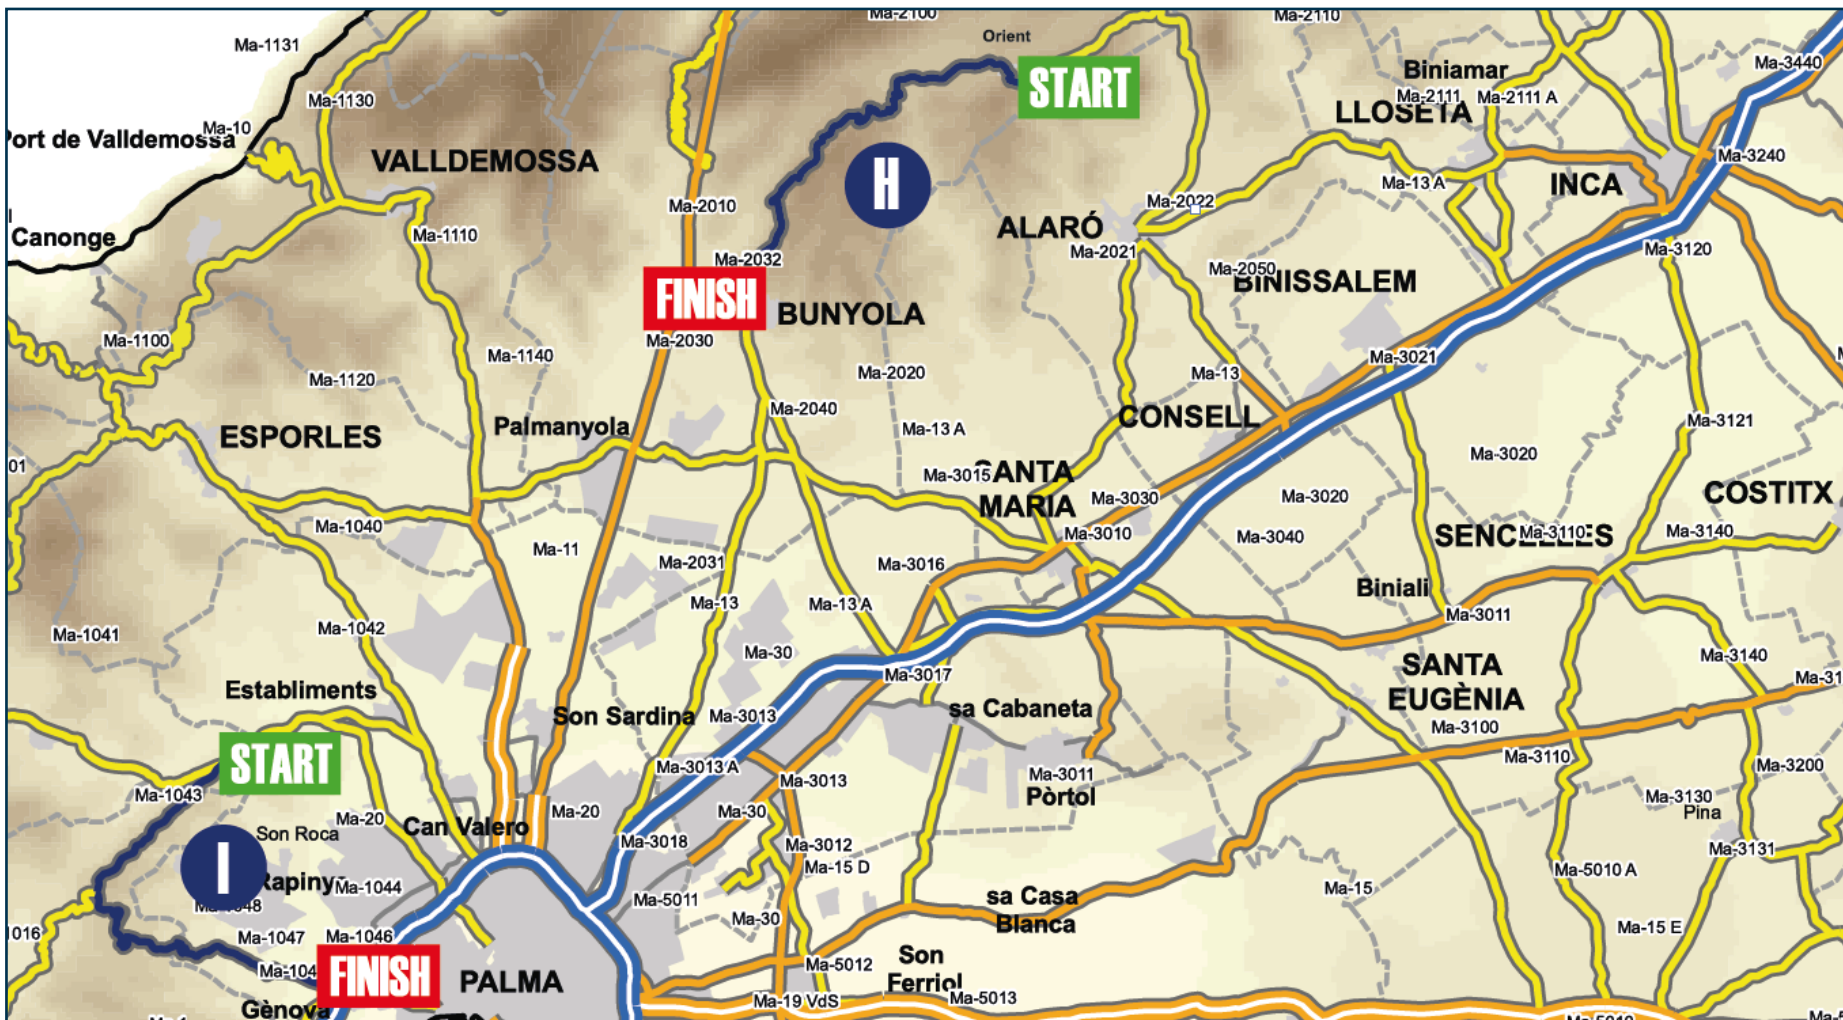 Ma-2100
Ma-2110
Orient
Ma-1131
Ma-3440
START
Biniamar
Ma-1130
Ma-2111
Ma-2111 A
LLOSETA
Ma-10
Port de Valldemossa
VALLDEMOSSA
Ma-3240
H
Ma-13 A
INCA
Ma-2010
Ma-2022
Canonge
Ma-1110
ALARÓ
Ma-2021
Ma-3120
Ma-2032
Ma-2050
BINISSALEM
FINISH
BUNYOLA
Ma-1100
Ma-2030
Ma-1140
Ma-3021
Ma-1120
Ma-2020
Ma-13
Ma-2040
CONSELL
Ma-3121
Palmanyola
Ma-13 A
ESPORLES
Ma-3020
01
Ma-3015
SANTA
MARIA
Ma-3030
Ma-3020
COSTITX
Ma-1040
Ma-3010
Ma-3040
SENCELLES
Ma-3110
Ma-3140
Ma-11
Ma-2031
Ma-3016
Biniali
Ma-13
Ma-13 A
Ma-3011
Ma-1042
Ma-1041
Ma-30
Ma-3140
SANTA
EUGÈNIA
Ma-3017
Ma-31
Establiments
Son Sardina
Ma-3013
sa Cabaneta
Ma-3100
START
Ma-3013 A
Ma-3013
Ma-3011
Pòrtol
Ma-3110
Ma-3200
Ma-1043
Ma-3130
Pina
Ma-20
Can Valero
Ma-20
Ma-30
Son Roca
Ma-3018
Ma-3012
Ma-3131
I
Ma-15 D
Ma-5010 A
Ma-1044
Ma-15
Ma-5011
sa Casa
Blanca
Ma-30
Ma-15 E
1016
Ma-1047
Ma-1046
Son
Ferriol
Ma-5012
Ma-104
FINISH
PALMA
Ma-19 VdS
Ma-5013
Gènova